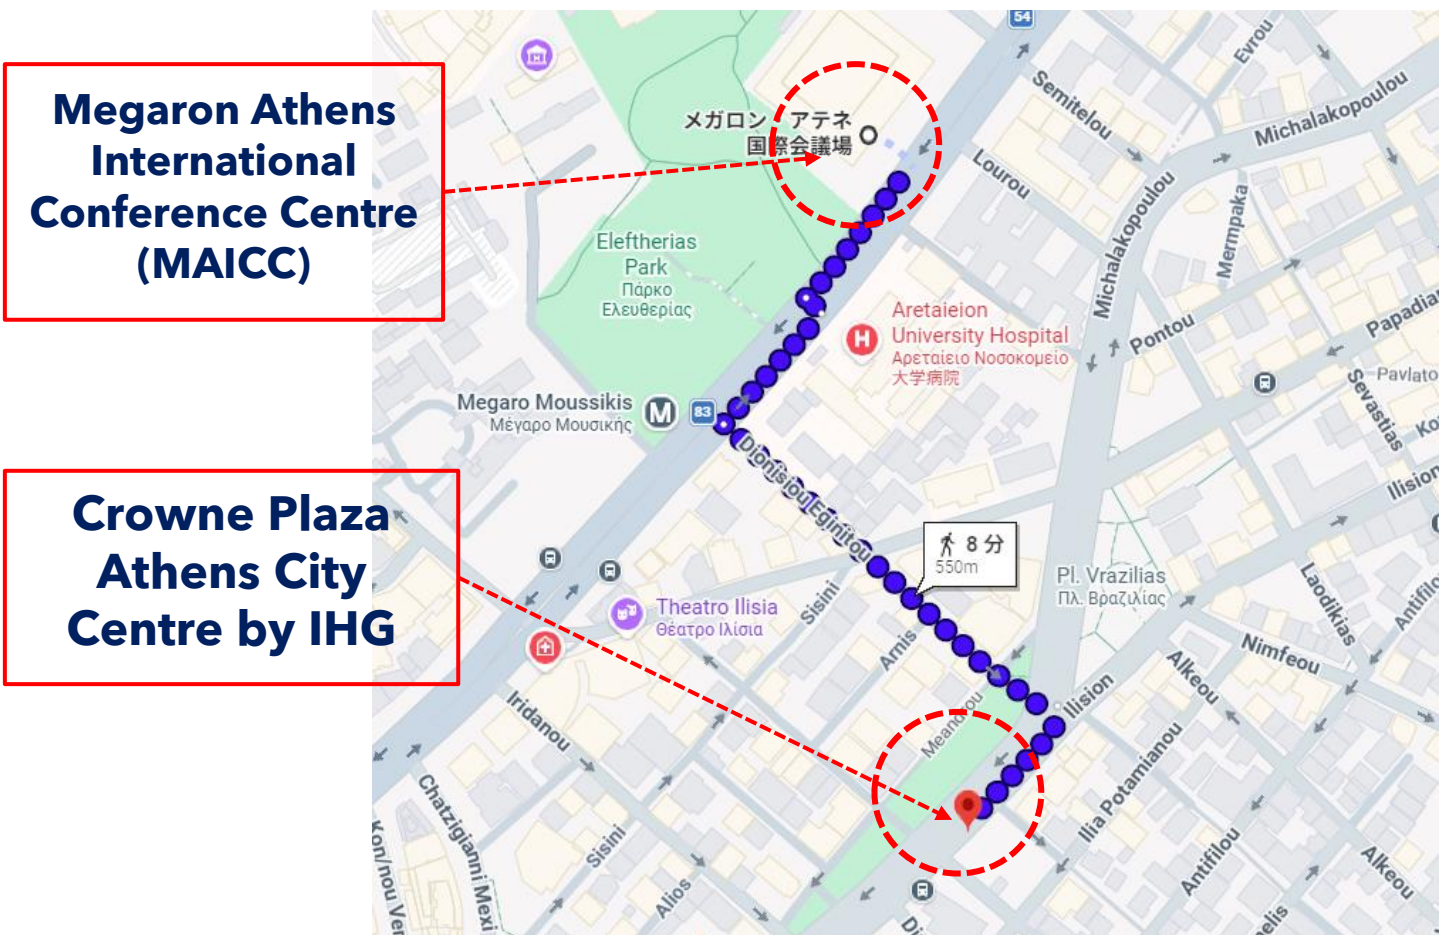 Megaron Athens
International
Conference Centre
(MAICC)
Crowne Plaza
Athens City
Centre by IHG
54
Evrou
Semitelou
Michalakopoulou
メガロン アテネ
国際会議場
Lourou
Michalakopoulou
Mermpaka
Eleftherias
Park
Πάρκο
Ελευθερίας
Aretaieion
University Hospital
Αρεταίειο Νοσοκομείο
大学病院
H
Pontou
Papadia
Pavlato
Sevastias
Megaro Moussikis
Μέγαρο Μουσικής
M
83
Dionisiou Eginitou
Ilision
8 分
550m
Pl. Vrazilias
Πλ. Βραζιλίας
Laodikias
Antifilo
Theatro Ilisia
Θέατρο Ιλίσια
Sisini
Arnis
Nimfeou
Alkeou
Ilision
Iridanou
Meandrou
Ilia Potamianou
Chatzigianni Mexi
Kon/nou Ver
Sisini
Alios
Antifilou
Alkeou